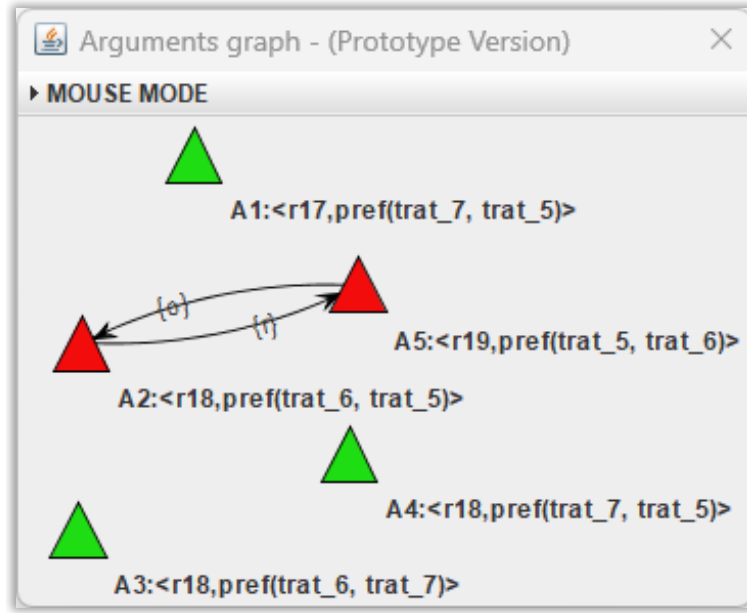 Arguments graph - (Prototype Version)
MOUSE MODE
A1:<r17,pref(trat_7, trat_5)>
{o}
{r}
A5:<r19,pref(trat_5, trat_6)>
A2:<r18,pref(trat_6, trat_5)>
A4:<r18,pref(trat_7, trat_5)>
A3:<r18,pref(trat_6, trat_7)>